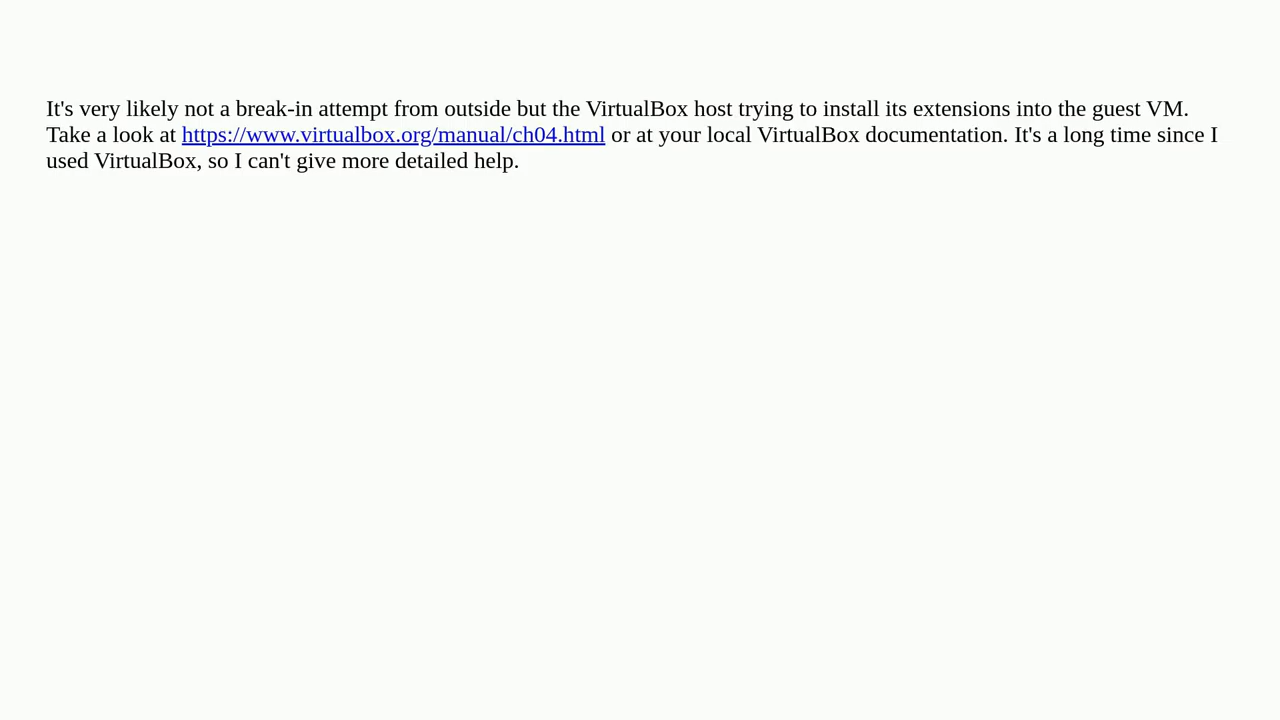 It's very likely not a break-in attempt from outside but the VirtualBox host trying to install its extensions into the guest VM.
Take a look at https://www.virtualbox.org/manual/ch04.html or at your local VirtualBox documentation. It's a long time since I
used VirtualBox, so I can't give more detailed help.